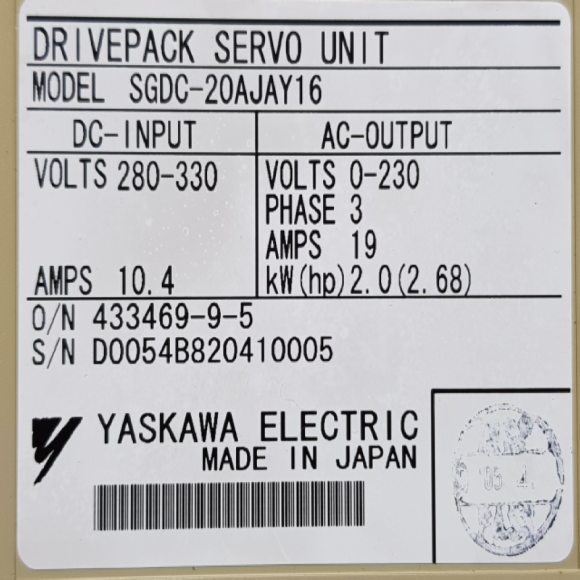 DRIVEPACK SERVO UNIT
MODEL SGDC-20AJAY16
DC-INPUT AC-OUTPUT
VOLTS 280-330 VOLTS 0-230
PHASE 3
AMPS 19
AMPS 10.4 kW(hp)2.0(2.68)
O/N 433469-9-5
S/N D0054B820410005
YASKAWA ELECTRIC
MADE IN JAPAN